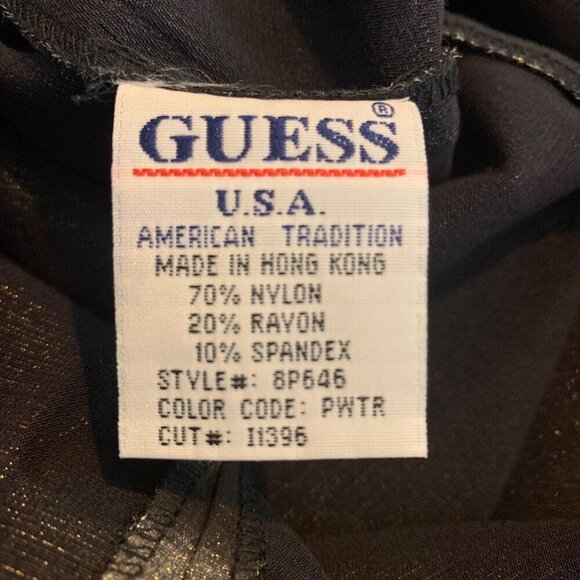 GUESS®
U.S.A.
AMERICAN TRADITION
MADE IN HONG KONG
70% NYLON
20% RAYON
10% SPANDEX
STYLE#: 8P646
COLOR CODE: PWTR
CUT#: I1396